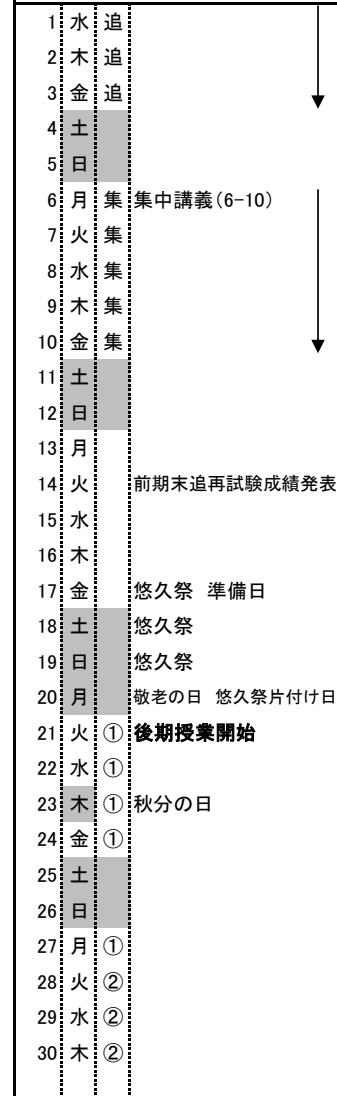 1 水 追
2 木 追
3 金 追
4 土
5 日
6 月 集 集中講義(6-10)
7 火 集
8 水 集
9 木 集
10 金 集
11 土
12 日
13 月
14 火 前期末追再試験成績発表
15 水
16 木
17 金 悠久祭 準備日
18 土 悠久祭
19 日 悠久祭
20 月 敬老の日 悠久祭片付け日
21 火 ① 後期授業開始
22 水 ①
23 木 ① 秋分の日
24 金 ①
25 土
26 日
27 月 ①
28 火 ②
29 水 ②
30 木 ②